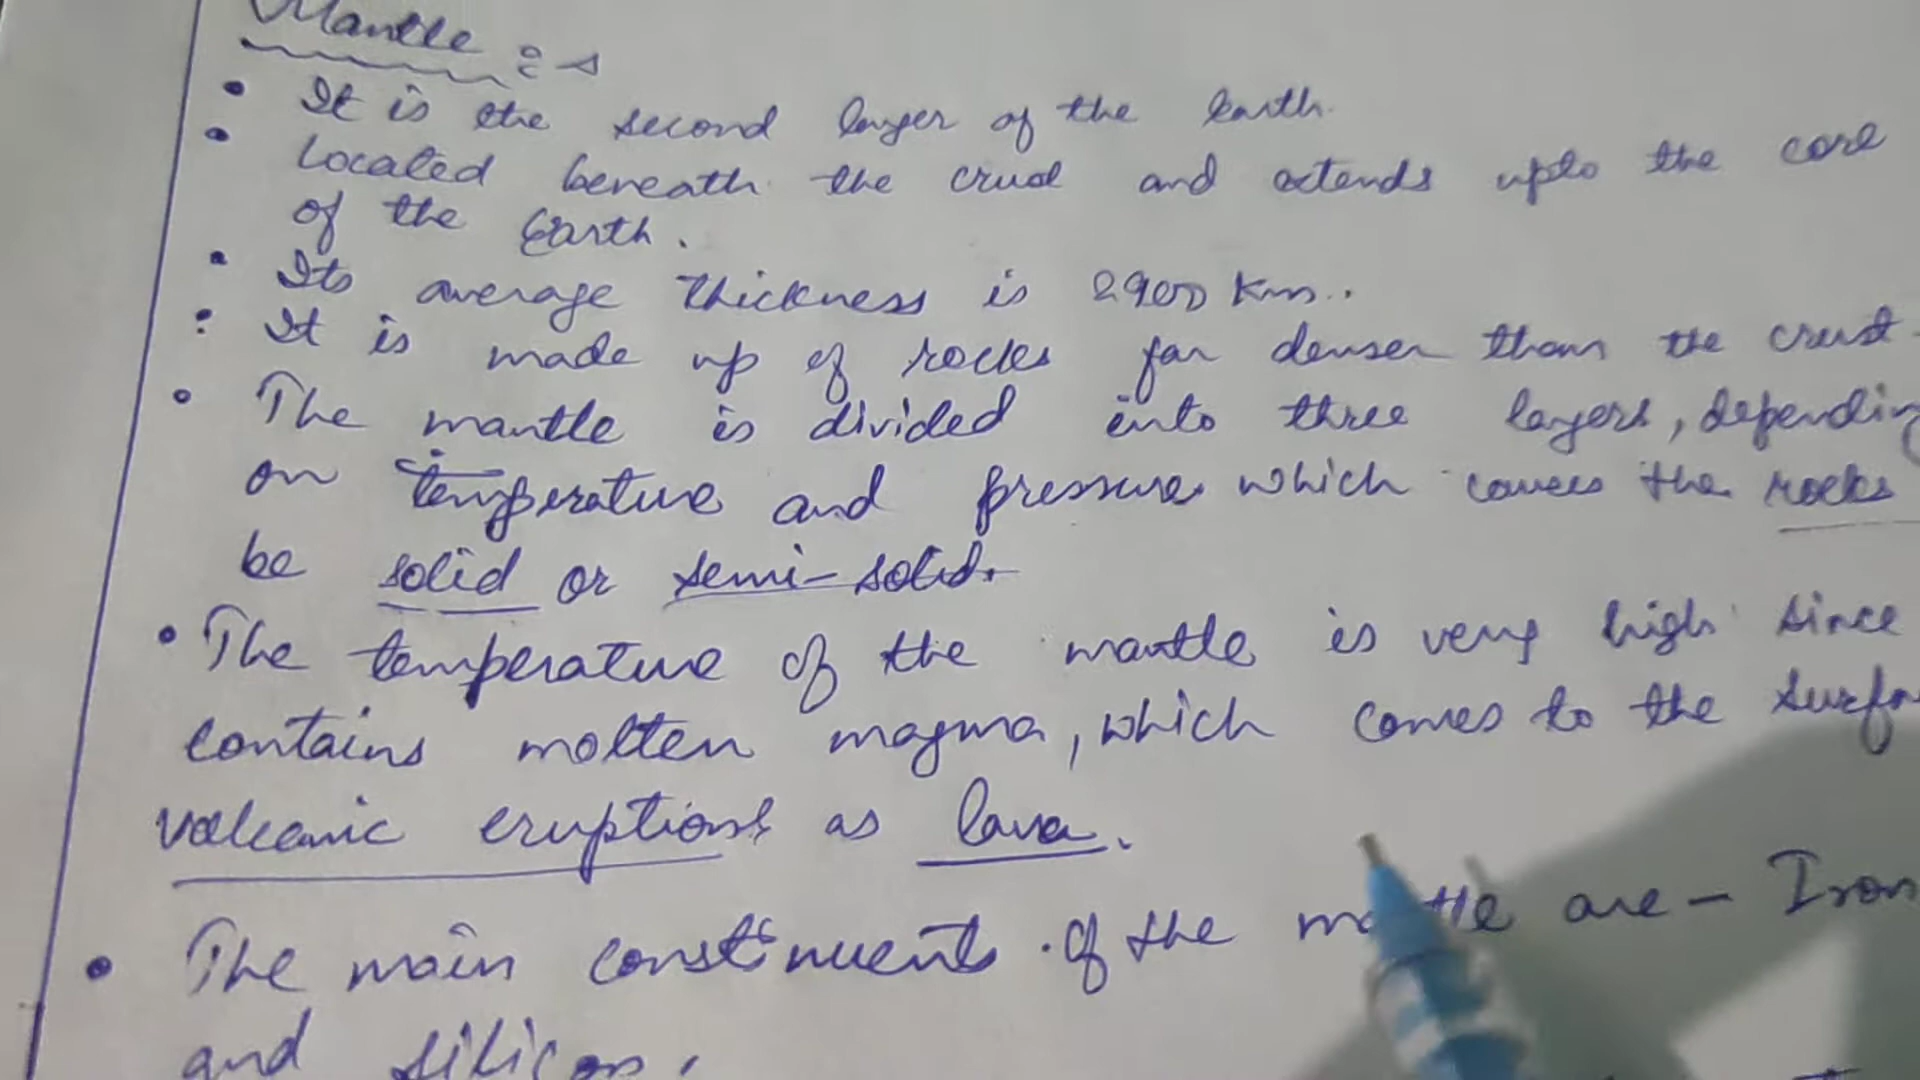 Mantle :-
• It is the second layer of the Earth.
• Located beneath the crust and extends upto the core
of the Earth.
• Its average thickness is 2900 Km.
• It is made up of rocks far denser than the crust.
• The mantle is divided into three layers, depending
on temperature and pressure which causes the rocks
be solid or semi-solid.
• The temperature of the mantle is very high since
contains molten magma, which comes to the
volcanic eruptions as lava.
• The main constituents of the mantle are - Iron
and silicon.